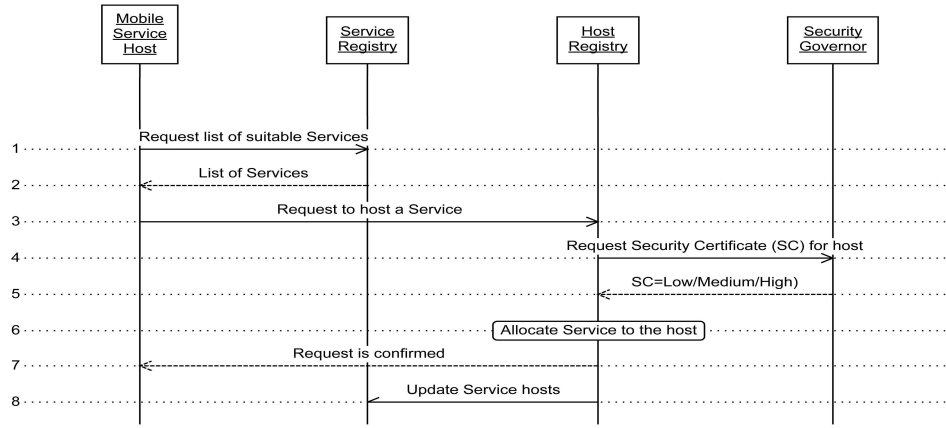 Mobile
Service
Host
Service
Registry
Host
Registry
Security
Governor
Request list of suitable Services
1
List of Services
2
Request to host a Service
3
Request Security Certificate (SC) for host
4
SC=Low/Medium/High)
5
Allocate Service to the host
6
Request is confirmed
7
Update Service hosts
8